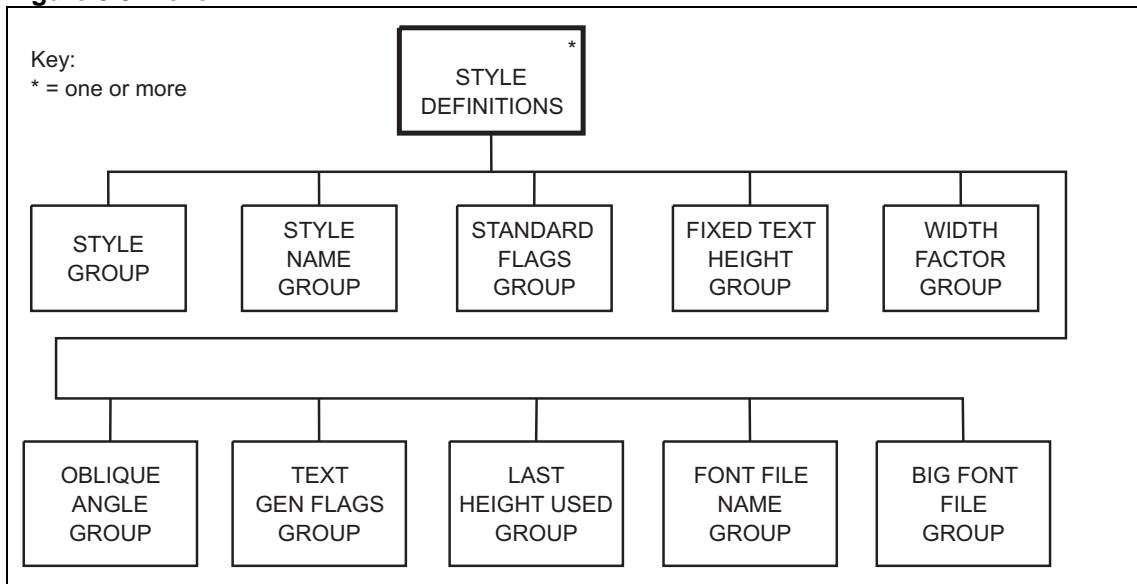 Key:
* = one or more
*
STYLE
DEFINITIONS
STYLE
GROUP
STYLE
NAME
GROUP
STANDARD
FLAGS
GROUP
FIXED TEXT
HEIGHT
GROUP
WIDTH
FACTOR
GROUP
OBLIQUE
ANGLE
GROUP
TEXT
GEN FLAGS
GROUP
LAST
HEIGHT USED
GROUP
FONT FILE
NAME
GROUP
BIG FONT
FILE
GROUP